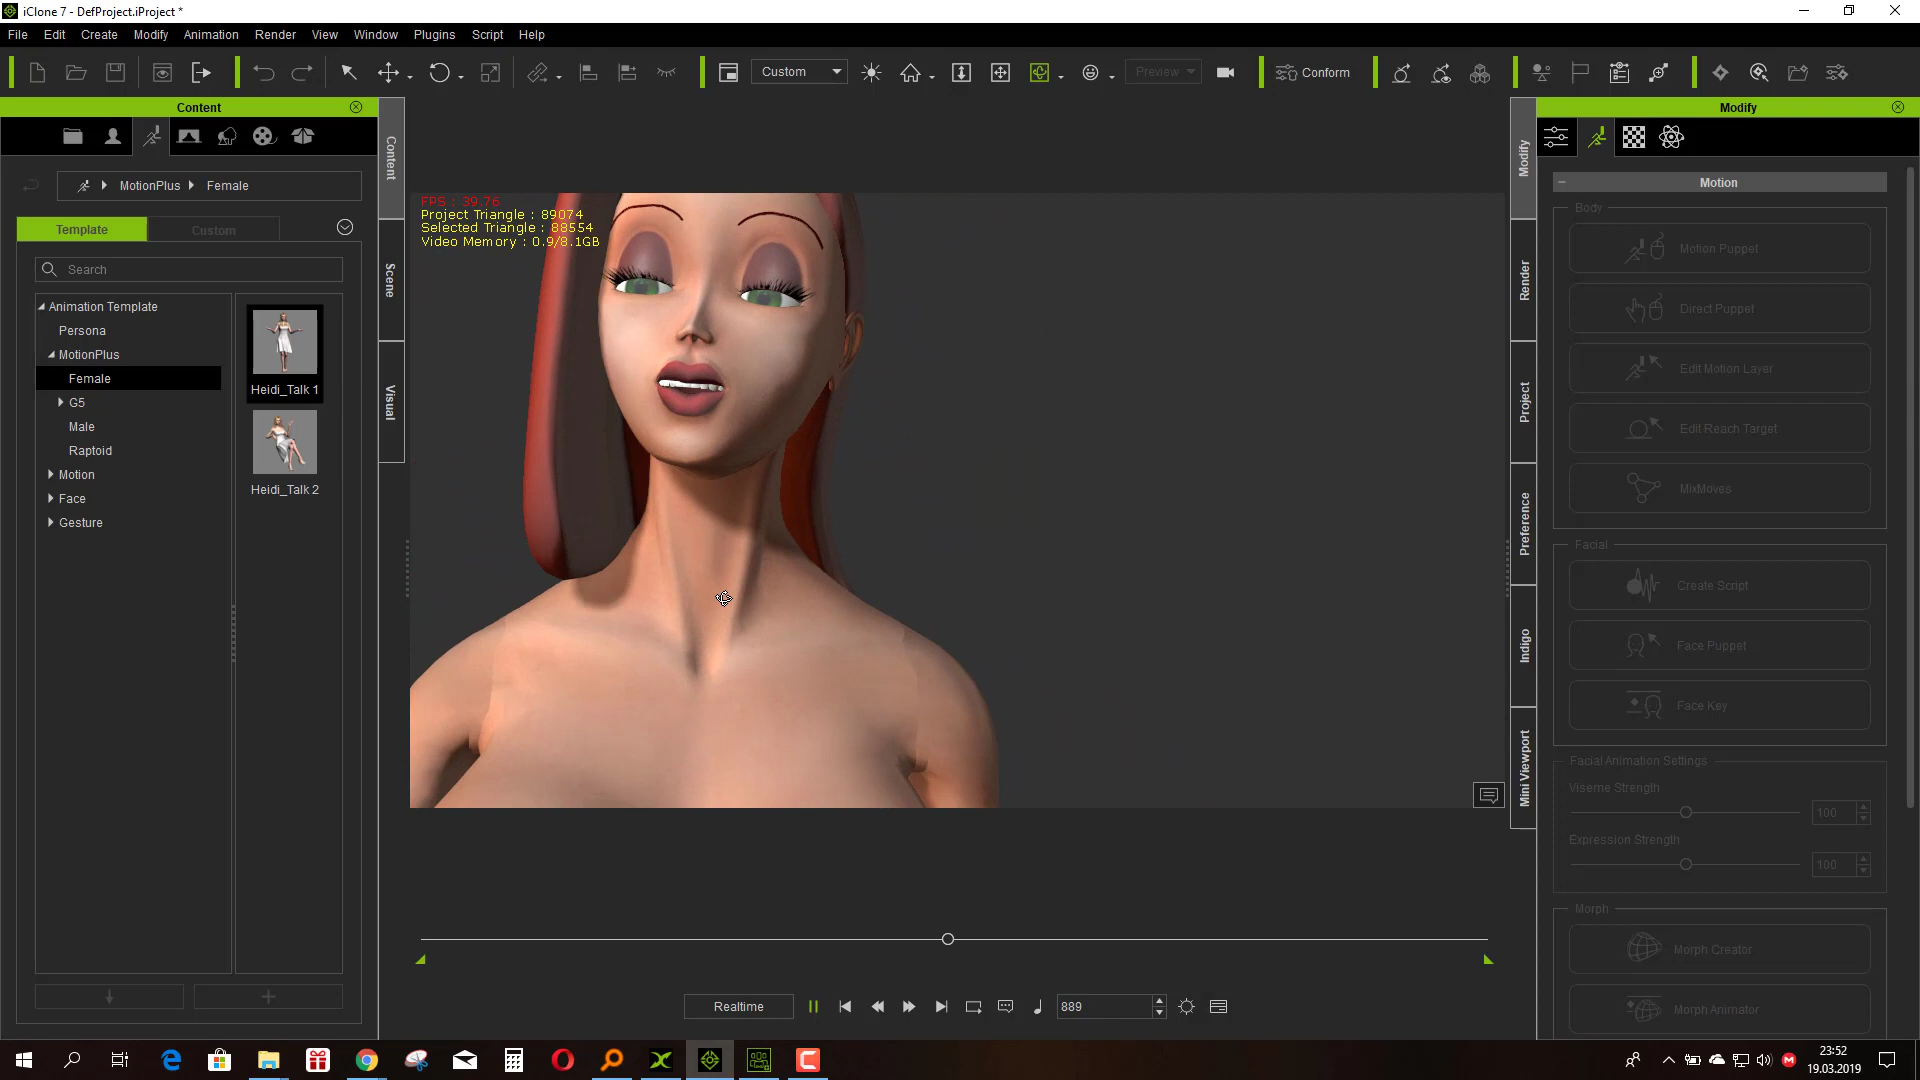 iClone 7 - DefProject.iProject *
File Edit Create Modify Animation Render View Window Plugins Script Help
Custom
Preview
Conform
Content
MotionPlus Female
Template Custom
Search
Animation Template
Persona
MotionPlus
Female
G5
Male
Raptoid
Motion
Face
Gesture
Heidi_Talk 1
Heidi_Talk 2
Content
Scene
Visual
FPS : 39.76
Project Triangle : 89074
Selected Triangle : 88554
Video Memory : 0.9/8.1GB
Realtime
889
Modify
Render
Project
Preference
Indigo
Mini Viewport
Modify
Motion
Body
Motion Puppet
Direct Puppet
Edit Motion Layer
Edit Reach Target
MixMoves
Facial
Create Script
Face Puppet
Face Key
Facial Animation Settings
Viseme Strength
100
Expression Strength
100
Morph
Morph Creator
Morph Animator
23:52
19.03.2019